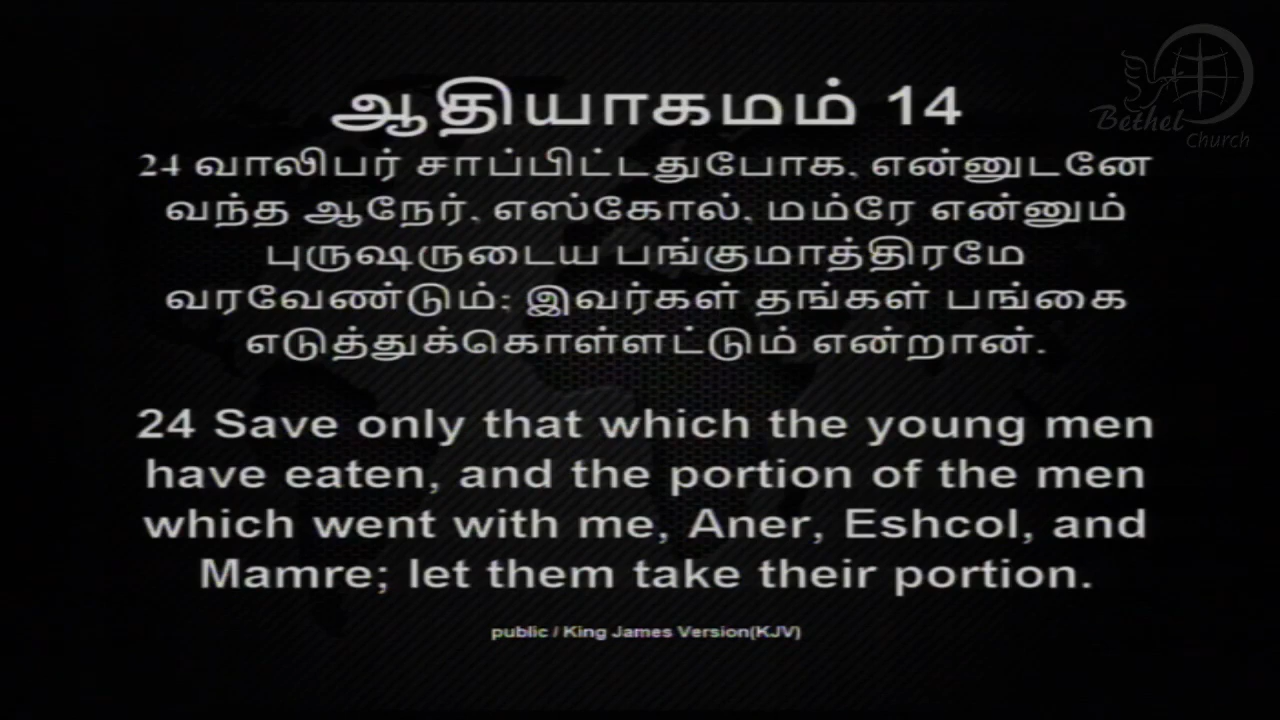 Bethel
Church
ஆதியாகமம் 14
24 வாலிபர் சாப்பிட்டதுபோக, என்னுடனே
வந்த ஆநேர், எஸ்கோல், மம்ரே என்னும்
புருஷருடைய பங்குமாத்திரமே
வரவேண்டும்; இவர்கள் தங்கள் பங்கை
எடுத்துக்கொள்ளட்டும் என்றான்.
24 Save only that which the young men
have eaten, and the portion of the men
which went with me, Aner, Eshcol, and
Mamre; let them take their portion.
public / King James Version(KJV)